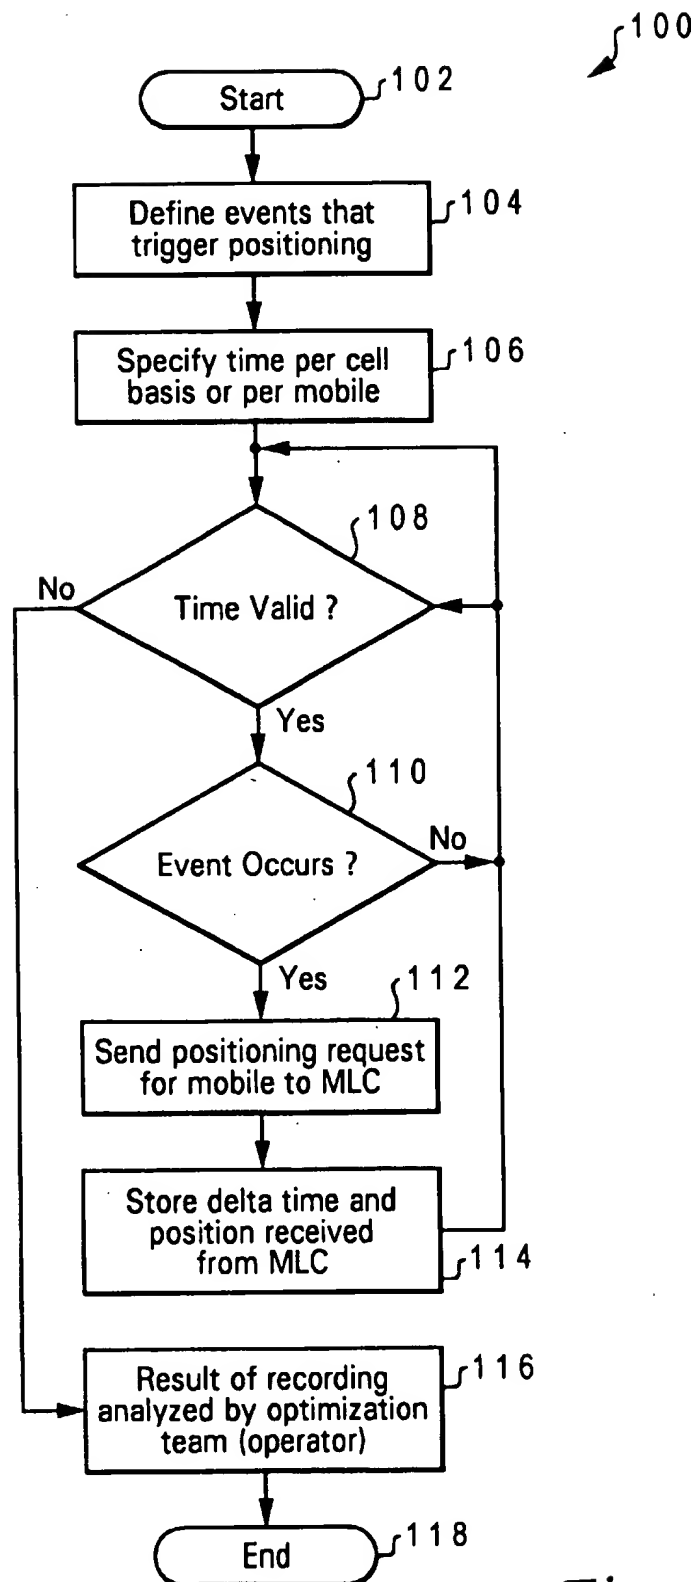 100
Start
102
Define events that
trigger positioning
104
Specify time per cell
basis or per mobile
106
108
No
Time Valid ?
Yes
110
Event Occurs ?
No
Yes
112
Send positioning request
for mobile to MLC
Store delta time and
position received
from MLC
114
Result of recording
analyzed by optimization
team (operator)
116
End
118